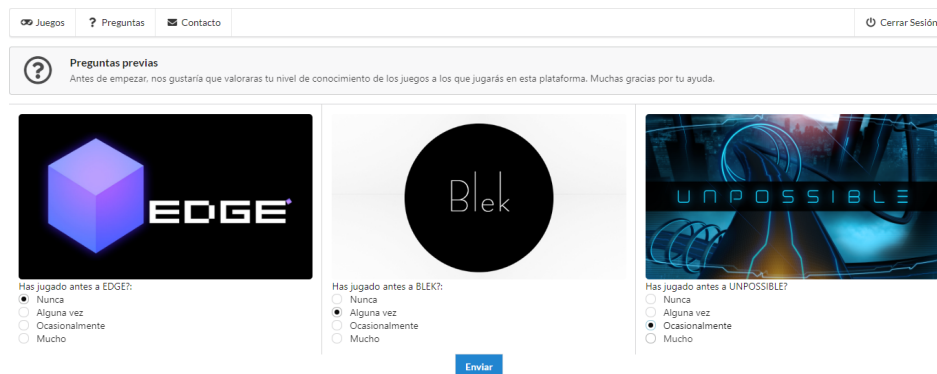 Juegos
Preguntas
Contacto
Cerrar Sesión
Preguntas previas
Antes de empezar, nos gustaría que valoraras tu nivel de conocimiento de los juegos a los que jugarás en esta plataforma. Muchas gracias por tu ayuda.
EDGE
Has jugado antes a EDGE?:
Nunca
Alguna vez
Ocasionalmente
Mucho
Blek
Has jugado antes a BLEK?:
Nunca
Alguna vez
Ocasionalmente
Mucho
UNPOSSIBLE
Has jugado antes a UNPOSSIBLE?
Nunca
Alguna vez
Ocasionalmente
Mucho
Enviar